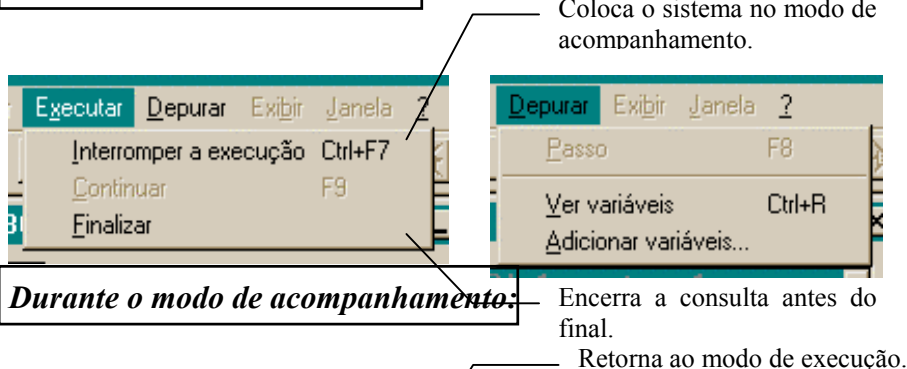 Coloca o sistema no modo de
acompanhamento.
Executar Depurar Exibir Janela ?
Interromper a execução Ctrl+F7
Continuar F9
Finalizar
Depurar Exibir Janela ?
Passo F8
Ver variáveis Ctrl+R
Adicionar variáveis...
Durante o modo de acompanhamento:
Encerra a consulta antes do
final.
Retorna ao modo de execução.